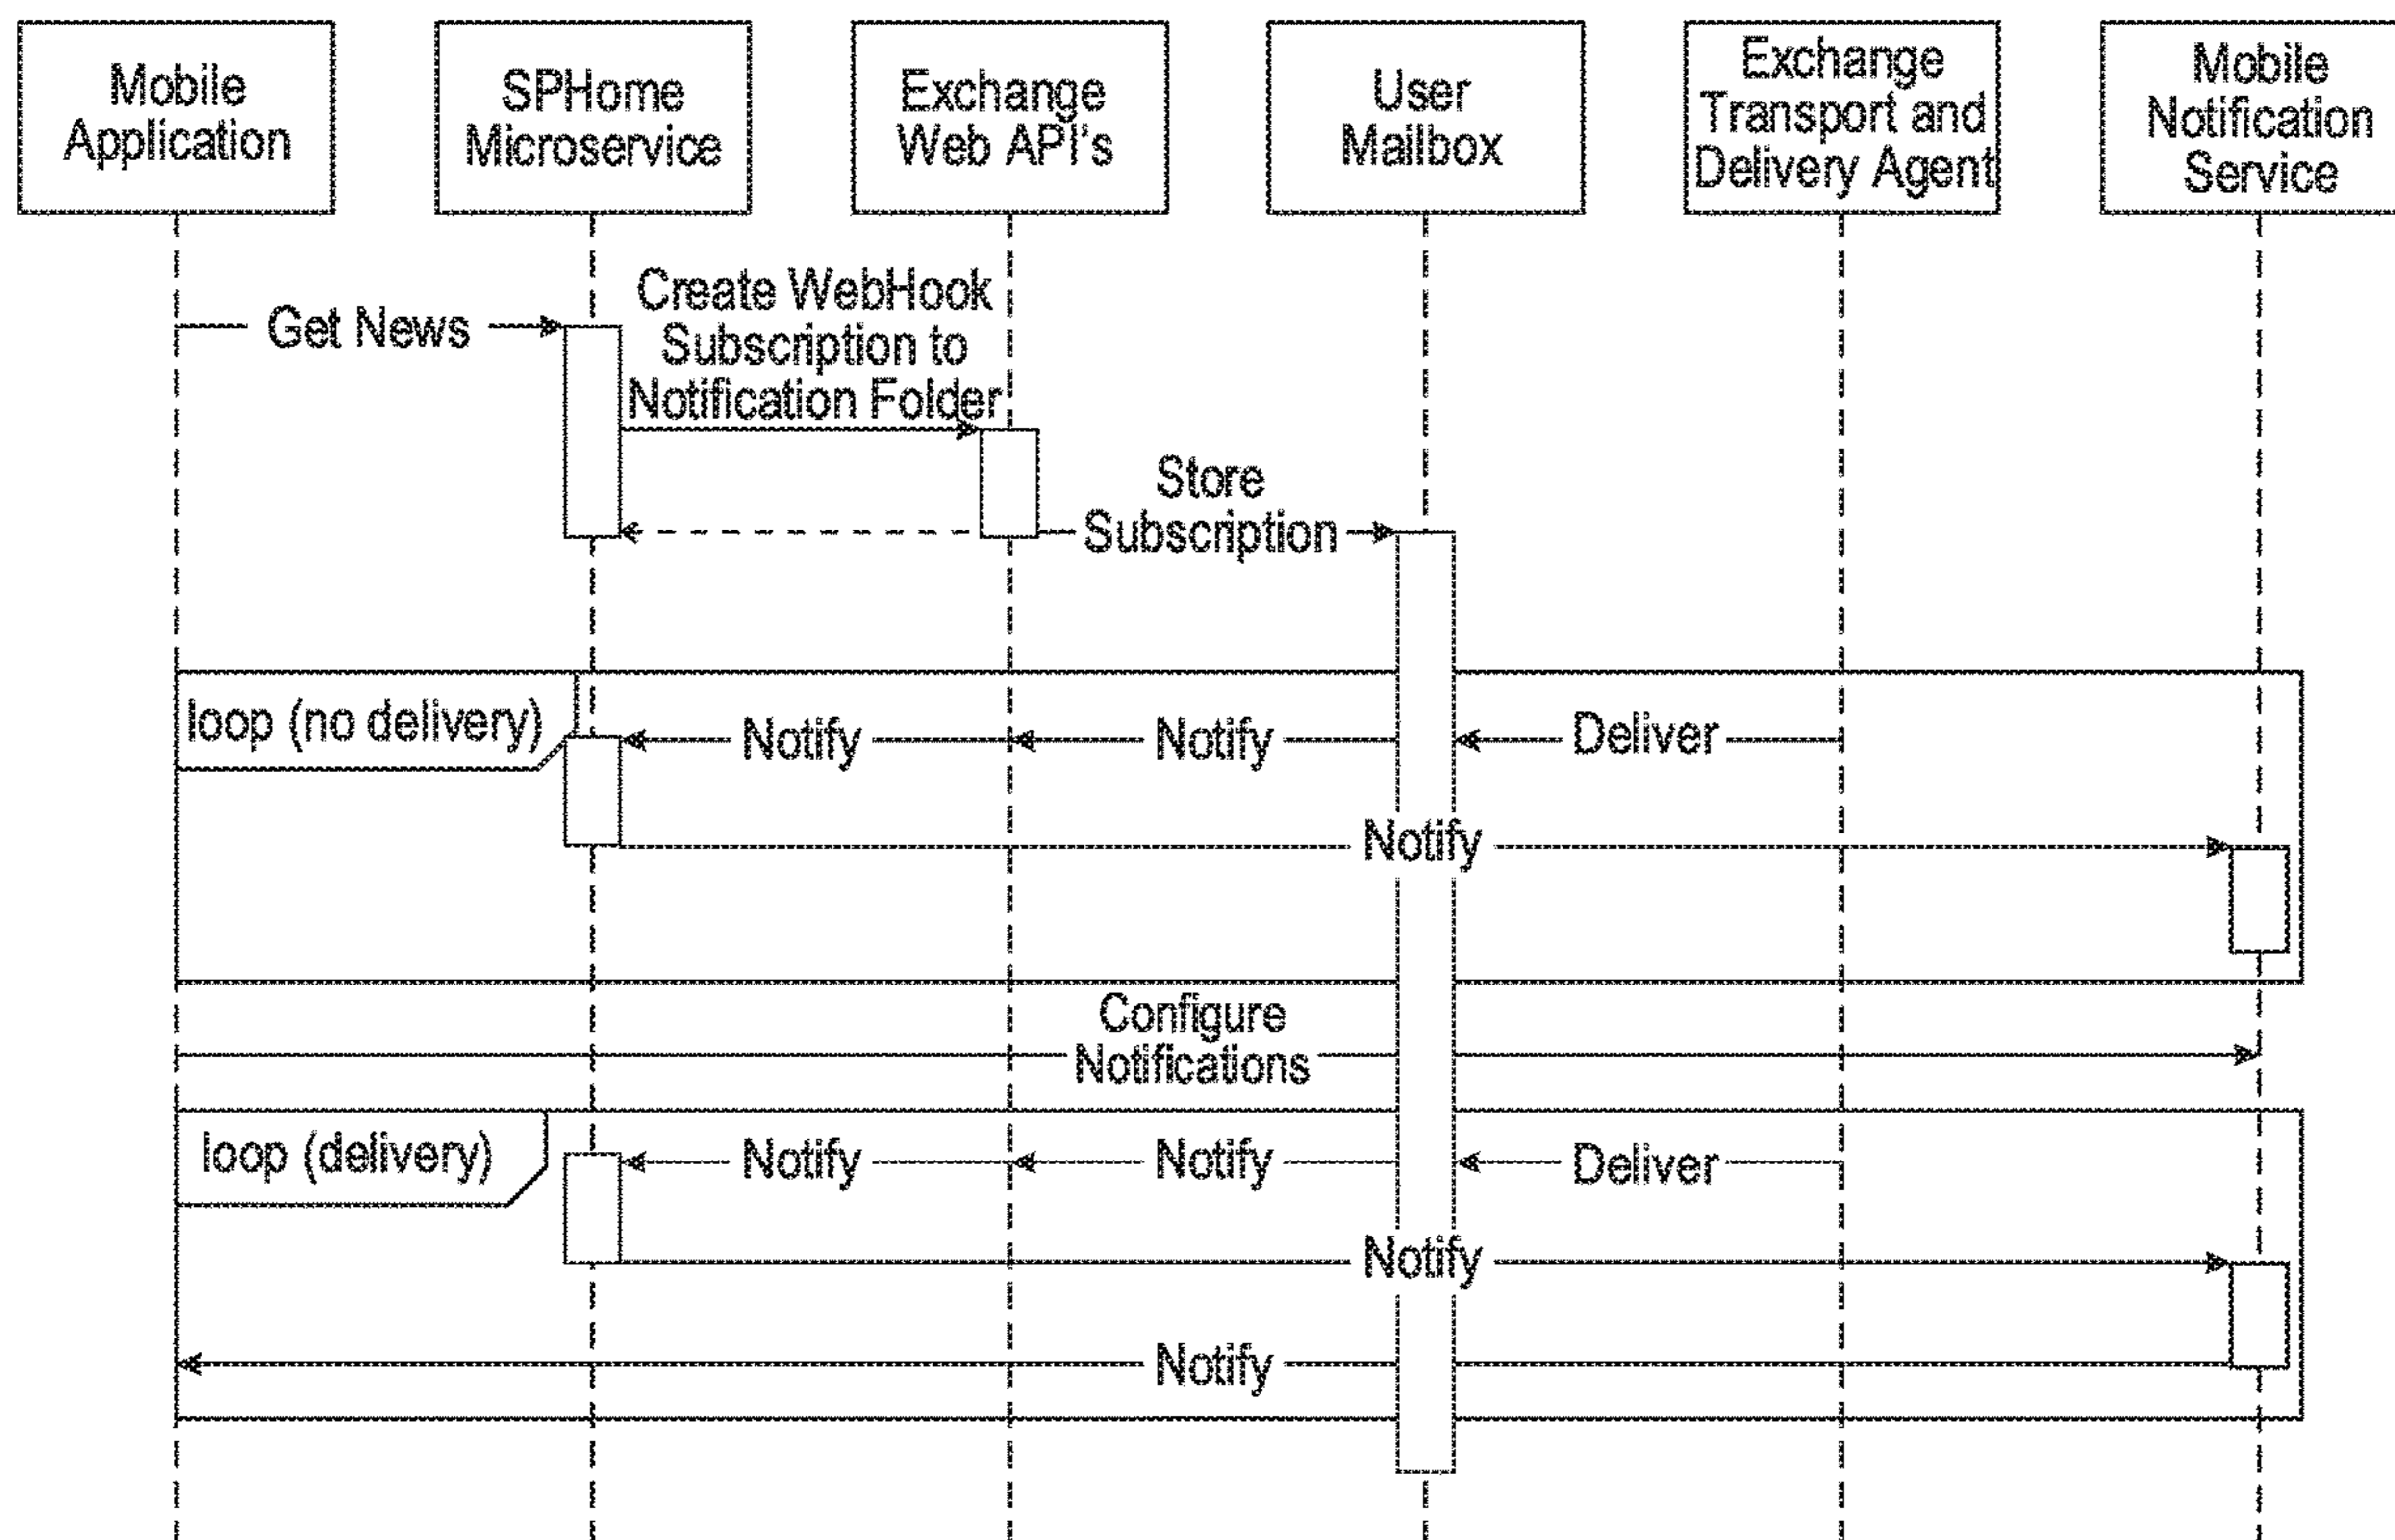 Mobile
Application
SPHome
Microservice
Exchange
Web API's
User
Mailbox
Exchange
Transport and
Delivery Agent
Mobile
Notification
Service
Get News
Create WebHook
Subscription to
Notification Folder
Store
Subscription
loop (no delivery)
Notify
Notify
Deliver
Notify
Configure
Notifications
loop (delivery)
Notify
Notify
Deliver
Notify
Notify